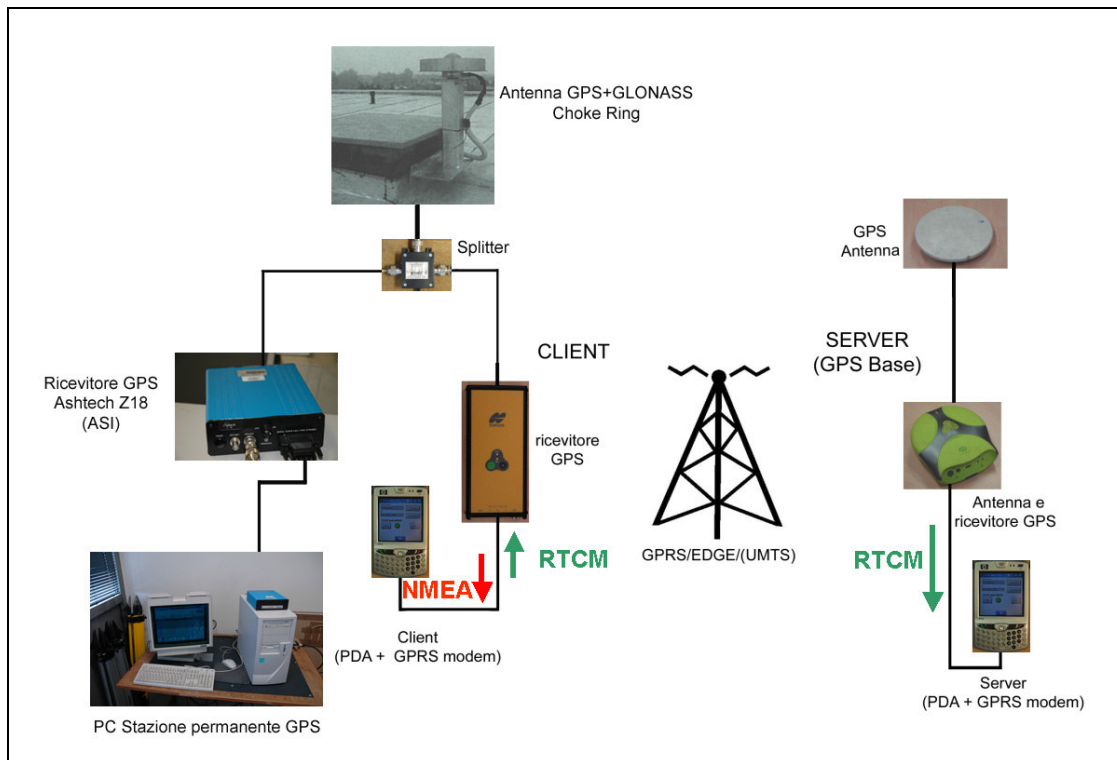 Antenna GPS+GLONASS
Choke Ring
Splitter
GPS
Antenna
CLIENT
SERVER
(GPS Base)
Ricevitore GPS
Ashtech Z18
(ASI)
ricevitore
GPS
Antenna e
ricevitore GPS
GPRS/EDGE/(UMTS)
RTCM
NMEA
RTCM
Client
(PDA + GPRS modem)
Server
(PDA + GPRS modem)
PC Stazione permanente GPS